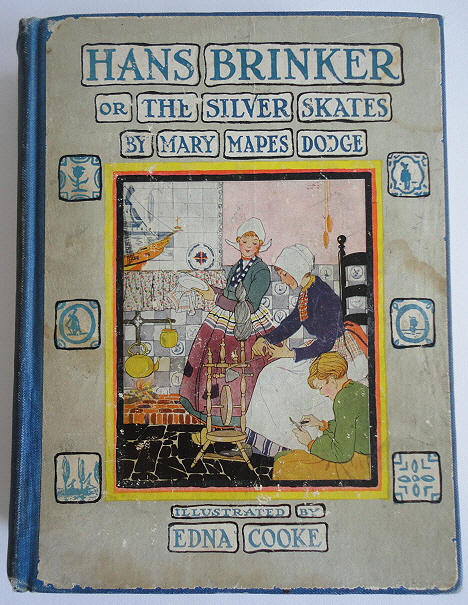 HANS BRINKER
OR THE SILVER SKATES
BY MARY MAPES DODGE
ILLUSTRATED BY
EDNA COOKE